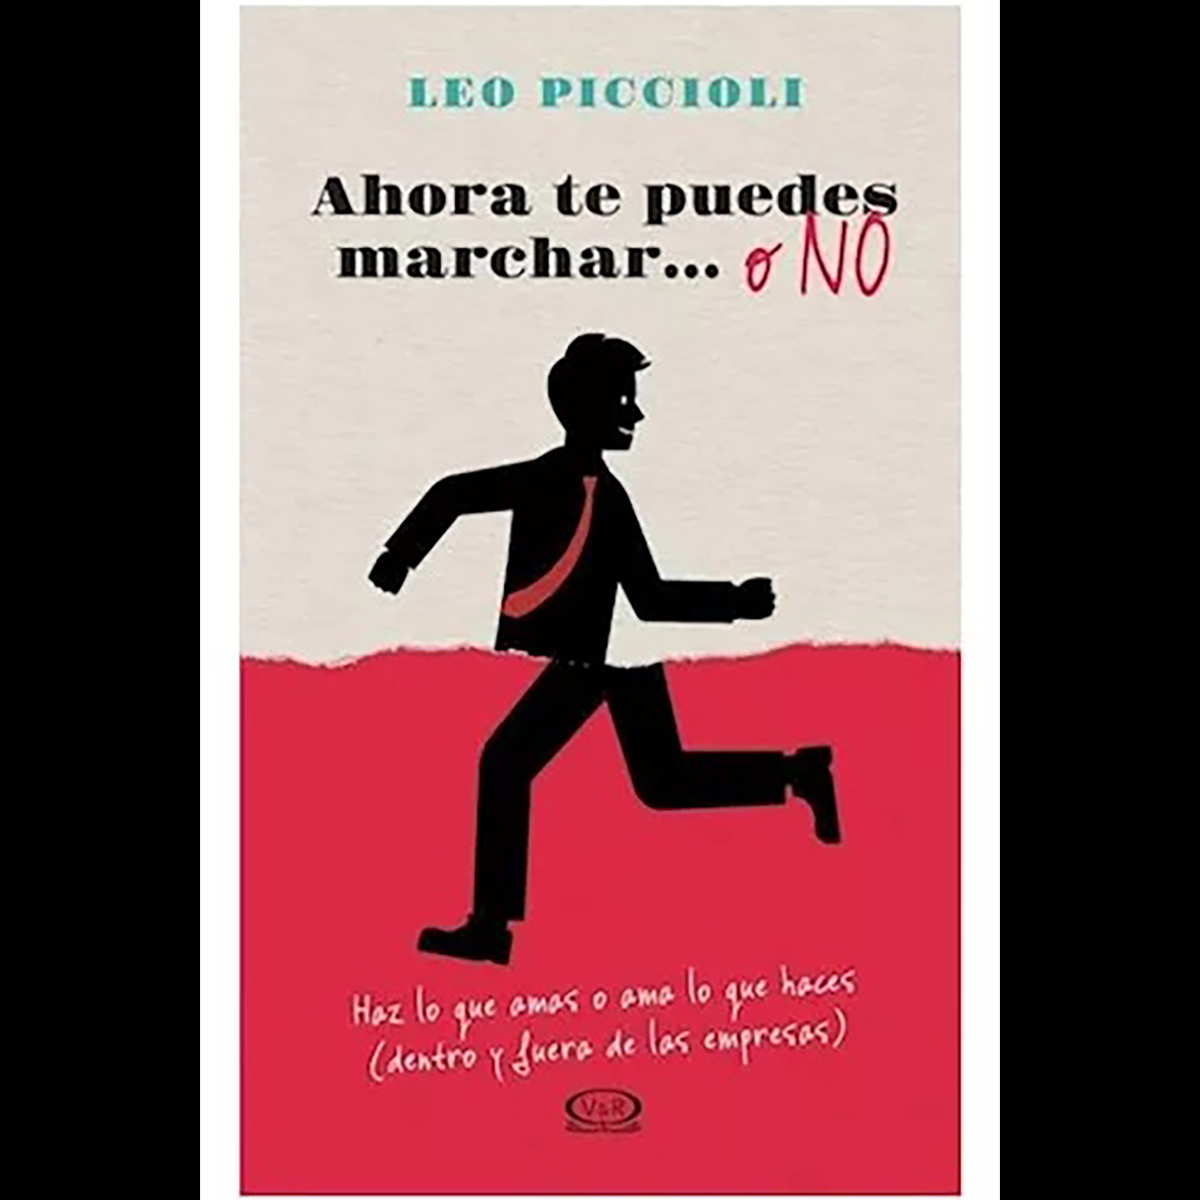 LEO PICCIOLI
Ahora te puedes
marchar... o NO
Haz lo que amas o ama lo que haces
(dentro y fuera de las empresas)
V&R